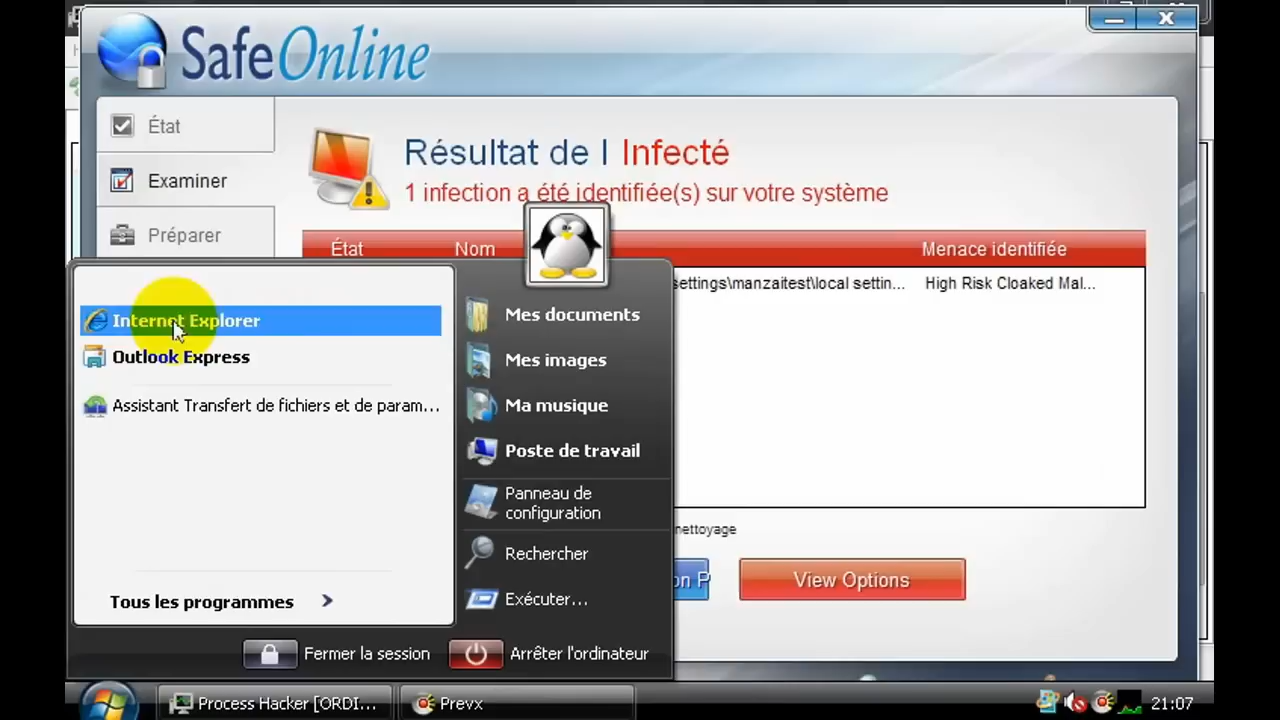 SafeOnline
État
Examiner
Préparer
Résultat de l Infecté
1 infection a été identifiée(s) sur votre système
État Nom Menace identifiée
settings\manzaitest\local settin... High Risk Cloaked Mal...
nettoyage
on P View Options
Internet Explorer
Outlook Express
Assistant Transfert de fichiers et de param...
Tous les programmes
Mes documents
Mes images
Ma musique
Poste de travail
Panneau de
configuration
Rechercher
Exécuter...
Fermer la session Arrêter l'ordinateur
Process Hacker [ORDI... Prevx 21:07